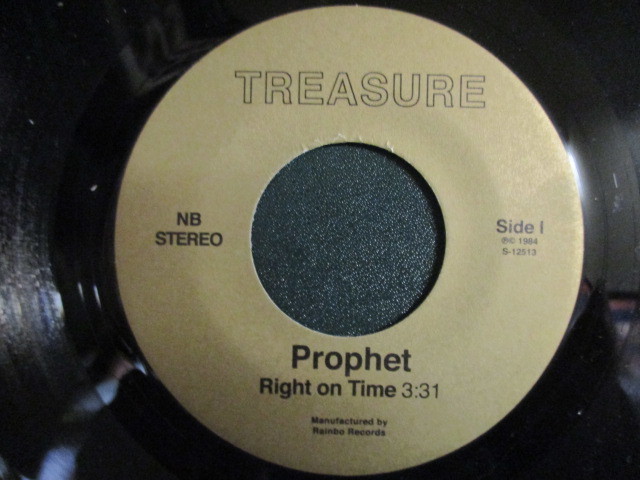 TREASURE
NB
STEREO
Side I
℗© 1984
S-12513
Prophet
Right on Time 3:31
Manufactured by
Rainbo Records